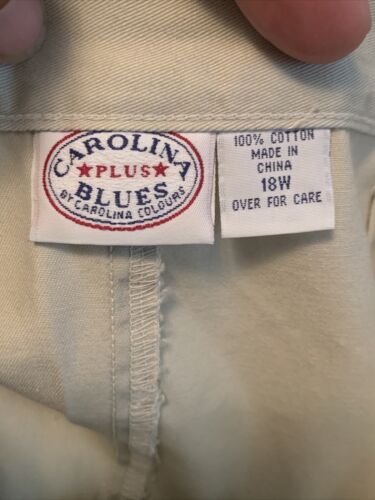 CAROLINA
★PLUS★
BLUES
BY CAROLINA COLOURS
100% COTTON
MADE IN
CHINA
18W
OVER FOR CARE